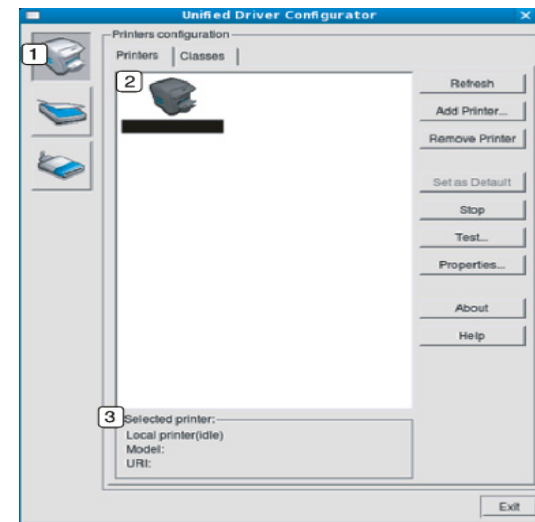 Unified Driver Configurator
1
Printers configuration
Printers Classes
2
Refresh
Add Printer...
Remove Printer
Set as Default
Stop
Test...
Properties...
About
Help
3
Selected printer:
Local printer(idle)
Model:
URI:
Exit